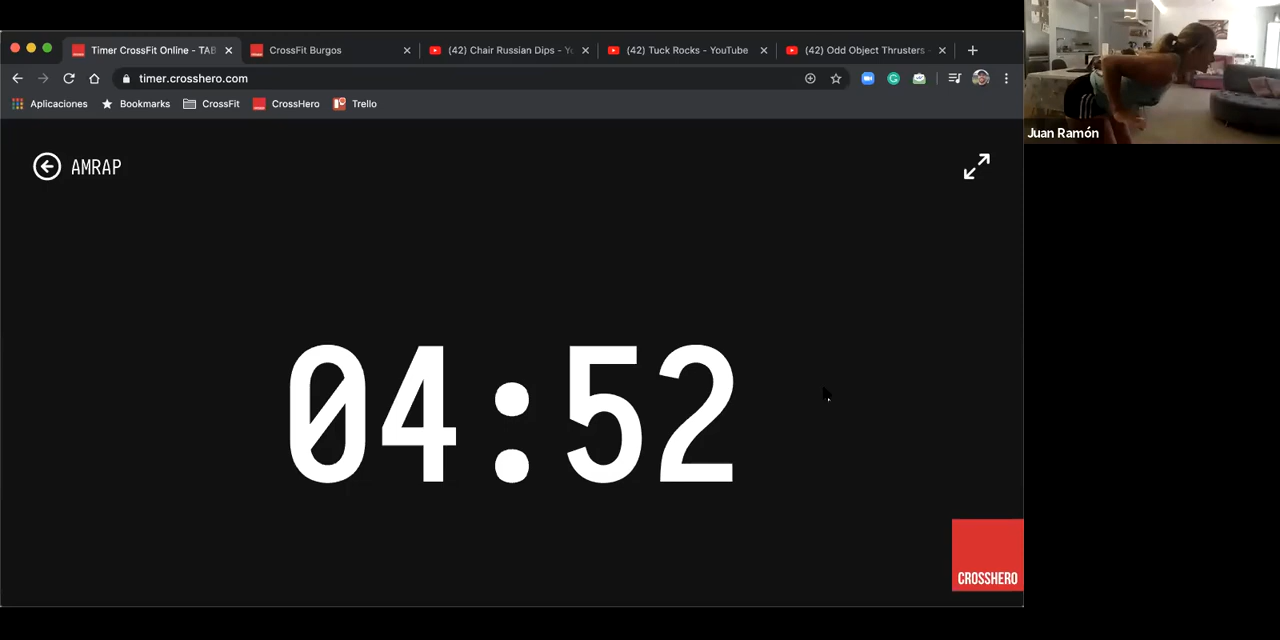 Timer CrossFit Online - TAB
CrossFit Burgos
(42) Chair Russian Dips - Yo
(42) Tuck Rocks - YouTube
(42) Odd Object Thrusters -
timer.crosshero.com
Aplicaciones
Bookmarks
CrossFit
CrossHero
Trello
Juan Ramón
AMRAP
04:52
CROSSHERO